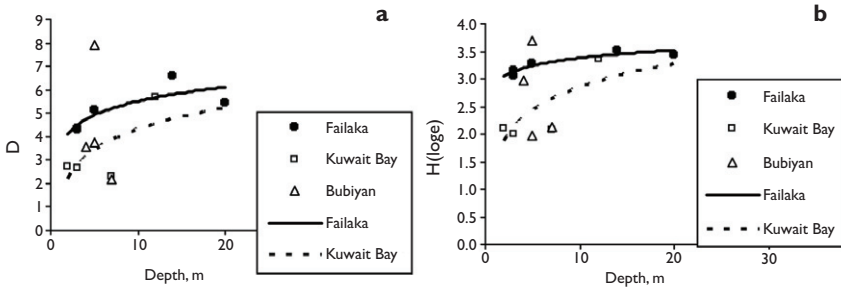 a
D
9
8
7
6
5
4
3
2
1
0
0
10
20
Depth, m
Failaka
Kuwait Bay
Bubiyan
Failaka
Kuwait Bay
b
H(loge)
4.0
3.5
3.0
2.5
2.0
1.5
1.0
0.5
0.0
0
10
20
30
Depth, m
Failaka
Kuwait Bay
Bubiyan
Failaka
Kuwait Bay